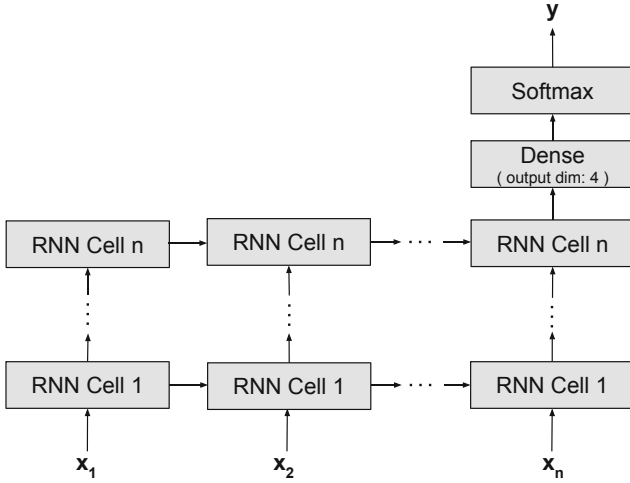 y
Softmax
Dense
( output dim: 4 )
RNN Cell n
RNN Cell n
· · ·
RNN Cell n
RNN Cell 1
RNN Cell 1
· · ·
RNN Cell 1
x1
x2
xn